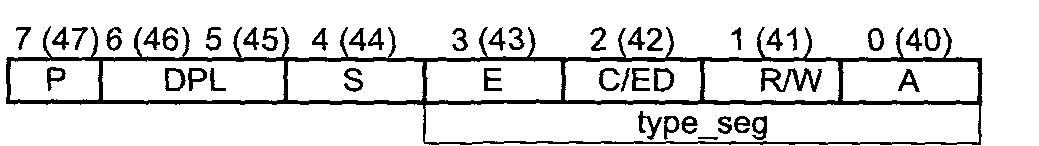 7 (47) 6 (46) 5 (45) 4 (44) 3 (43) 2 (42) 1 (41) 0 (40)
P DPL S E C/ED R/W A
type_seg